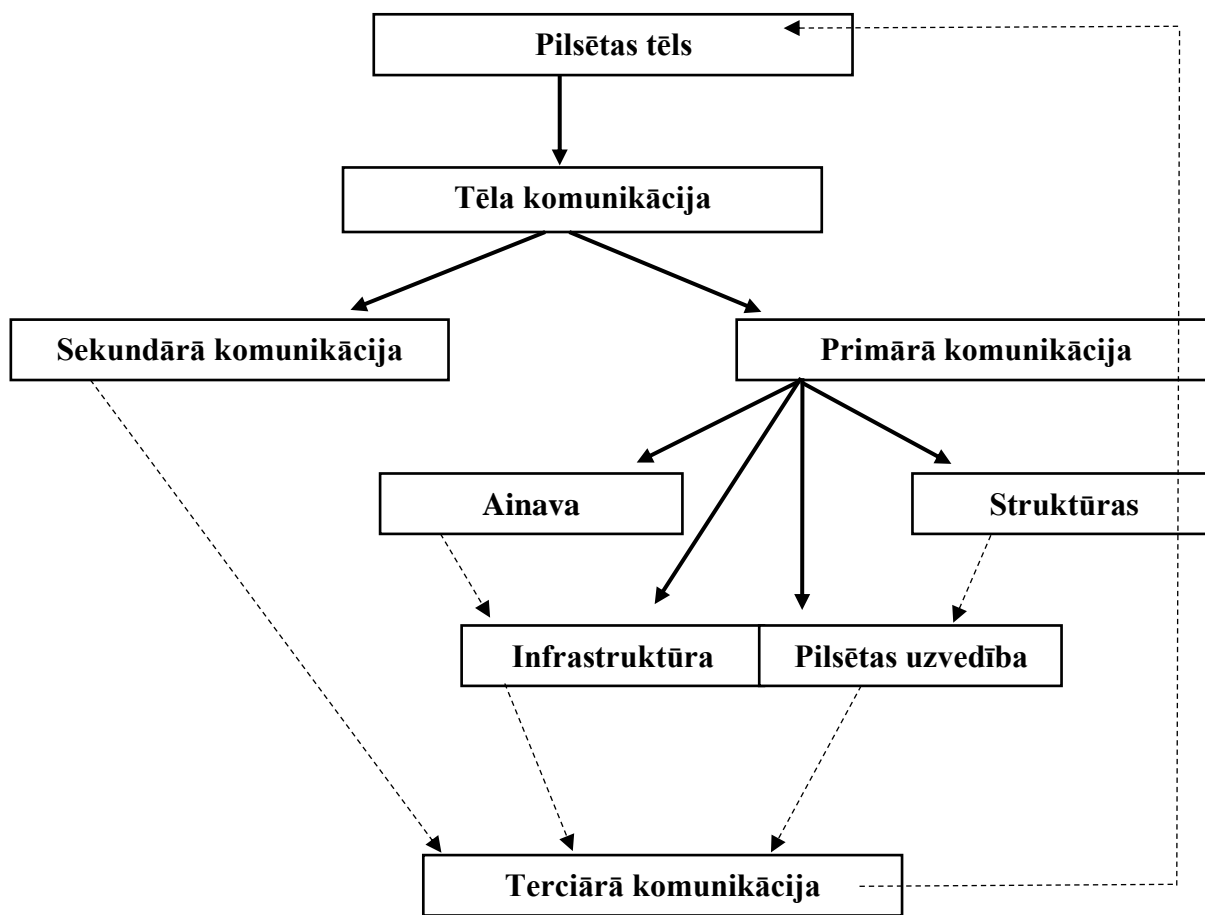 Pilsētas tēls
Tēla komunikācija
Sekundārā komunikācija
Primārā komunikācija
Ainava
Struktūras
Infrastruktūra
Pilsētas uzvedība
Terciārā komunikācija